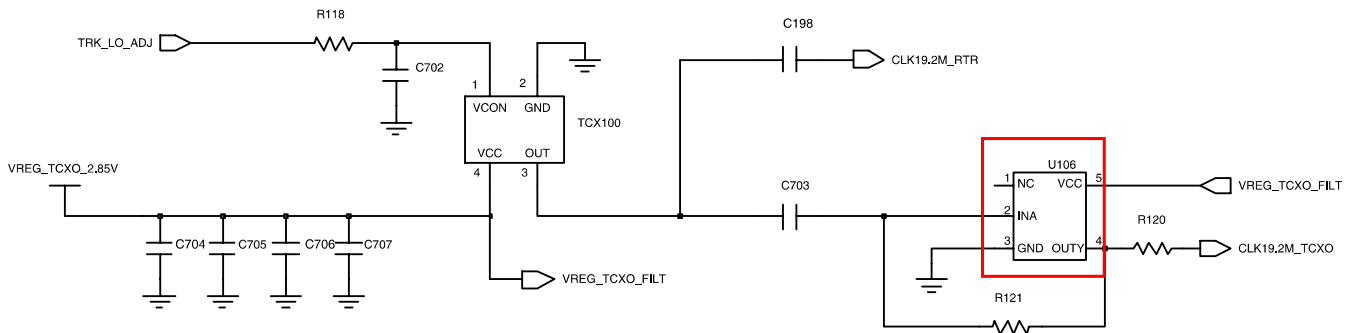 R118
C198
TRK_LO_ADJ
C702
CLK19.2M_RTR
1
2
VCON GND
TCX100
VCC OUT
4
3
VREG_TCXO_2.85V
U106
C703
1 NC VCC 5
VREG_TCXO_FILT
2 INA
R120
C704
C705
C706
C707
3 GND OUTY 4
CLK19.2M_TCXO
VREG_TCXO_FILT
R121